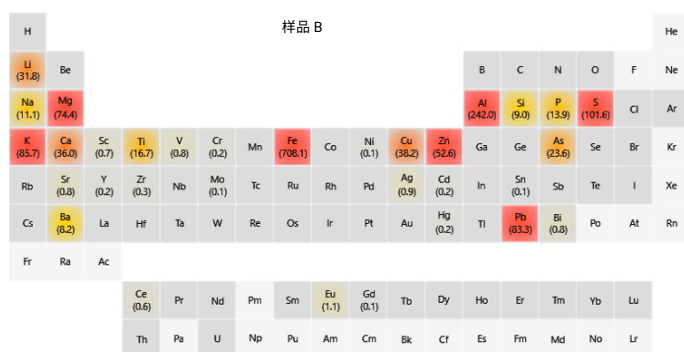 样品 B
H He
Li Be B C N O F Ne
(31.8)
Na Mg Al Si P S Cl Ar
(11.1) (74.4) (242.0) (9.0) (13.9) (101.6)
K Ca Sc Ti V Cr Mn Fe Co Ni Cu Zn Ga Ge As Se Br Kr
(85.7) (36.0) (0.7) (16.7) (0.8) (0.2) (708.1) (0.1) (38.2) (52.6) (23.6)
Rb Sr Y Zr Nb Mo Tc Ru Rh Pd Ag Cd In Sn Sb Te I Xe
(0.8) (0.2) (0.3) (0.1) (0.9) (0.2) (0.1)
Cs Ba La Hf Ta W Re Os Ir Pt Au Hg Tl Pb Bi Po At Rn
(8.2) (0.2) (83.3) (0.8)
Fr Ra Ac
Ce Pr Nd Pm Sm Eu Gd Tb Dy Ho Er Tm Yb Lu
(0.6) (1.1) (0.1)
Th Pa U Np Pu Am Cm Bk Cf Es Fm Md No Lr